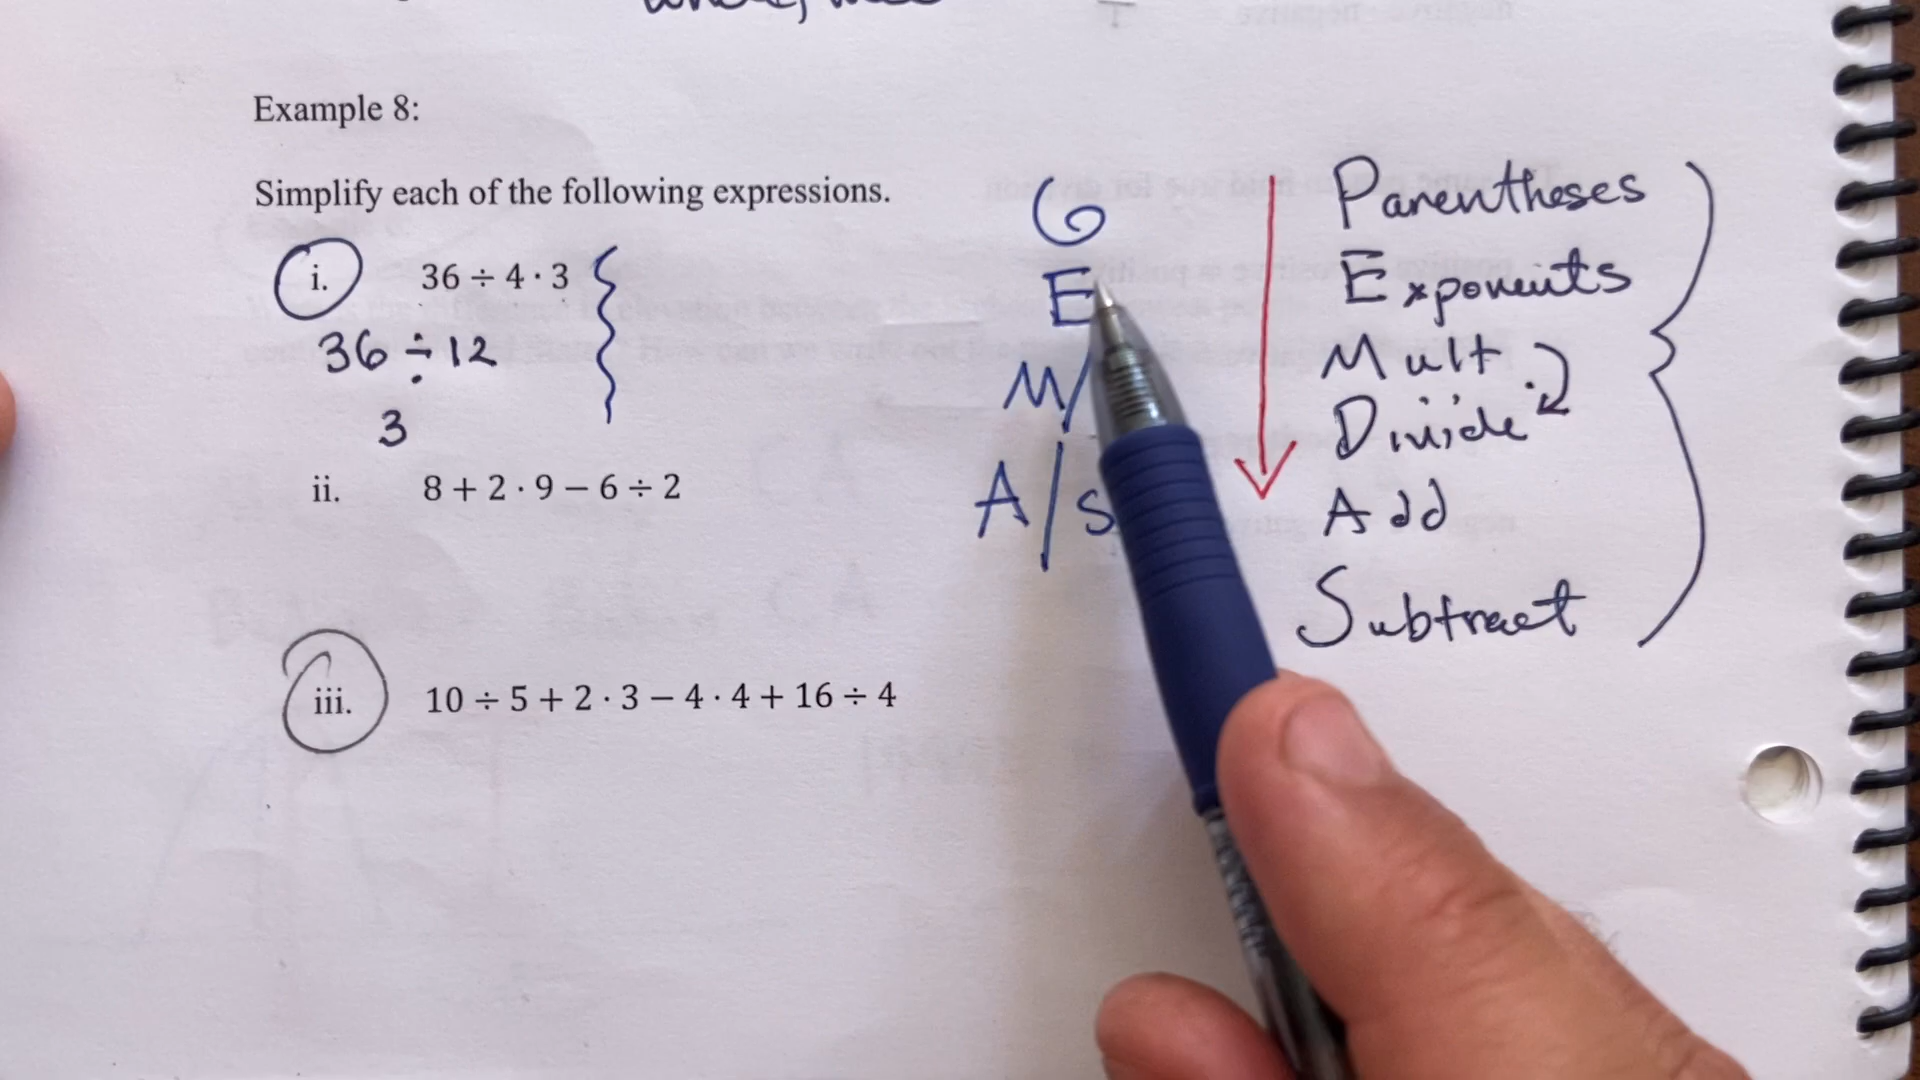 Example 8:
Simplify each of the following expressions.
i. 36 ÷ 4 · 3
36 ÷ 12
3
ii. 8 + 2 · 9 − 6 ÷ 2
iii. 10 ÷ 5 + 2 · 3 − 4 · 4 + 16 ÷ 4
G
E
M/
A/S
Parentheses
Exponents
Mult
Divide
Add
Subtract